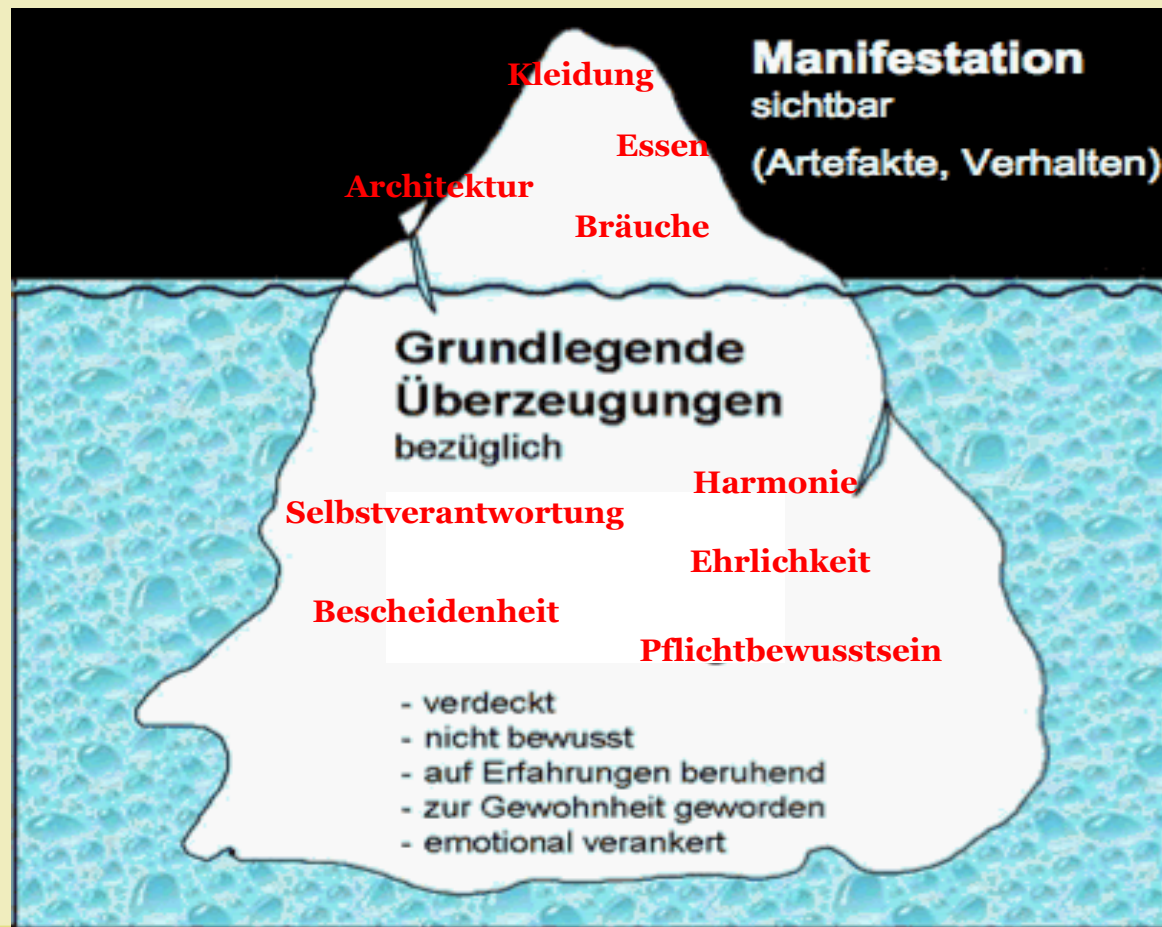 Manifestation
sichtbar
(Artefakte, Verhalten)
Kleidung
Essen
Architektur
Bräuche
Grundlegende
Überzeugungen
bezüglich
Harmonie
Selbstverantwortung
Ehrlichkeit
Bescheidenheit
Pflichtbewusstsein
- verdeckt
- nicht bewusst
- auf Erfahrungen beruhend
- zur Gewohnheit geworden
- emotional verankert